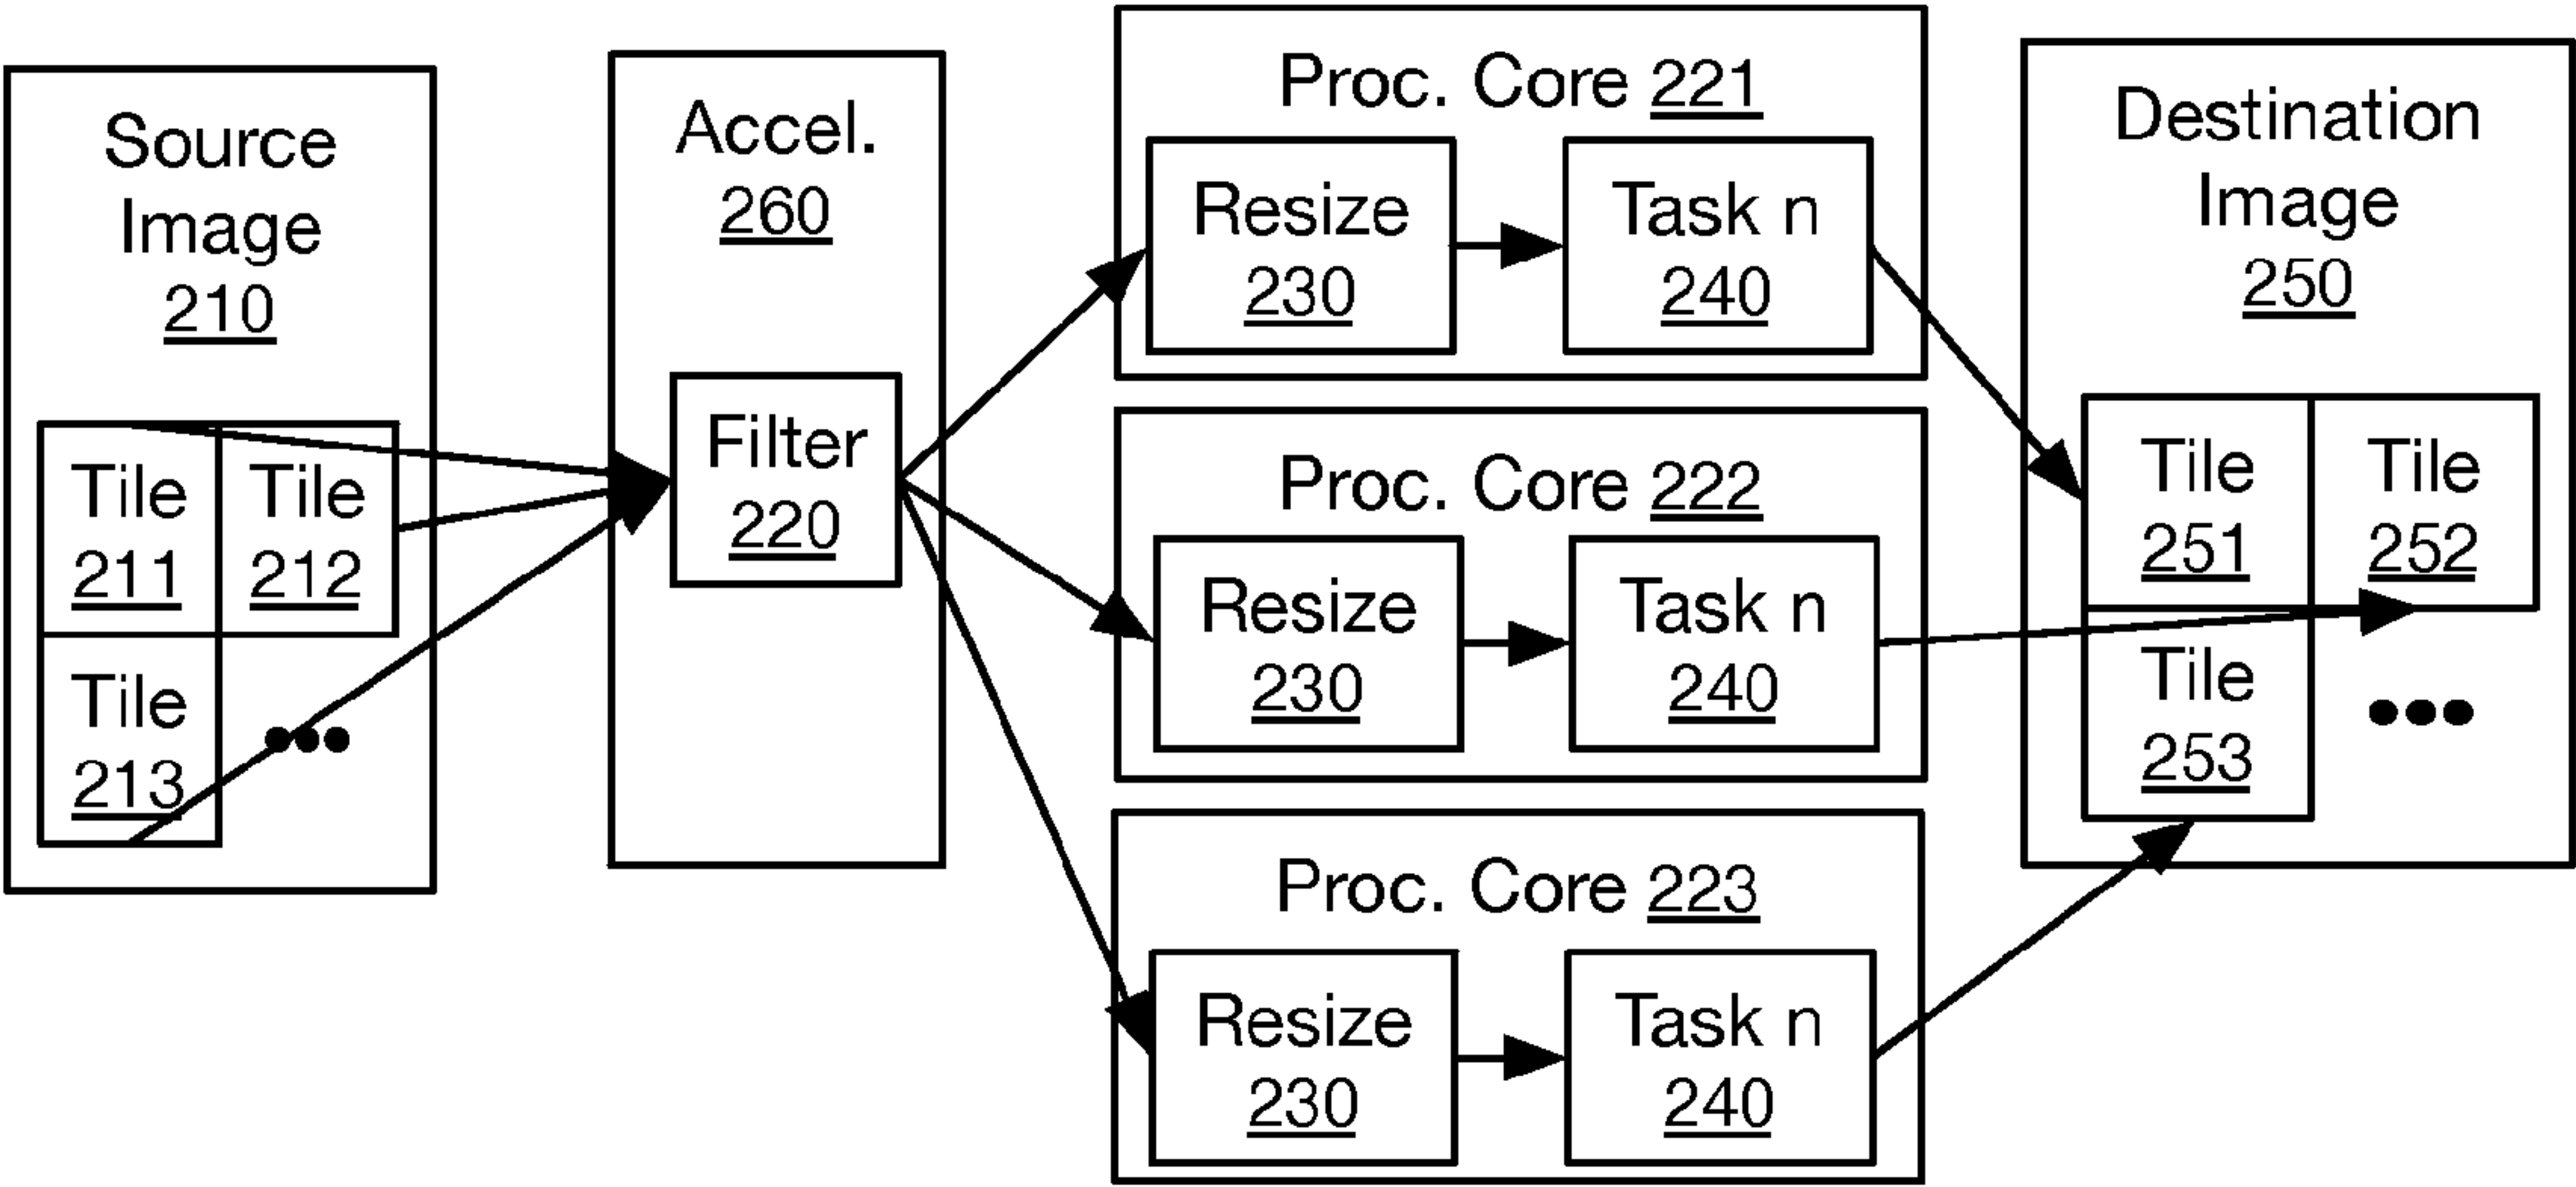 Source
Image
210
Tile
211
Tile
212
Tile
213
Accel.
260
Filter
220
Proc. Core 221
Resize
230
Task n
240
Proc. Core 222
Resize
230
Task n
240
Proc. Core 223
Resize
230
Task n
240
Destination
Image
250
Tile
251
Tile
252
Tile
253